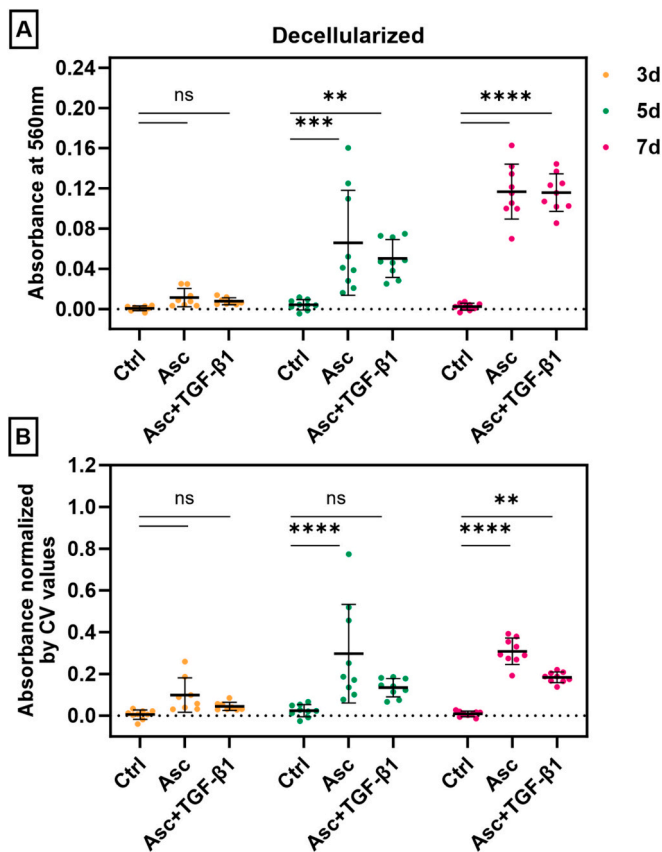 A
Decellularized
Absorbance at 560nm
0.24
0.20
0.16
0.12
0.08
0.04
0.00
ns
**
***
****
3d
5d
7d
Ctrl
Asc
Asc+TGF-β1
Ctrl
Asc
Asc+TGF-β1
Ctrl
Asc
Asc+TGF-β1
B
Absorbance normalized
by CV values
1.2
1.0
0.8
0.6
0.4
0.2
0.0
ns
ns
****
**
****
Ctrl
Asc
Asc+TGF-β1
Ctrl
Asc
Asc+TGF-β1
Ctrl
Asc
Asc+TGF-β1